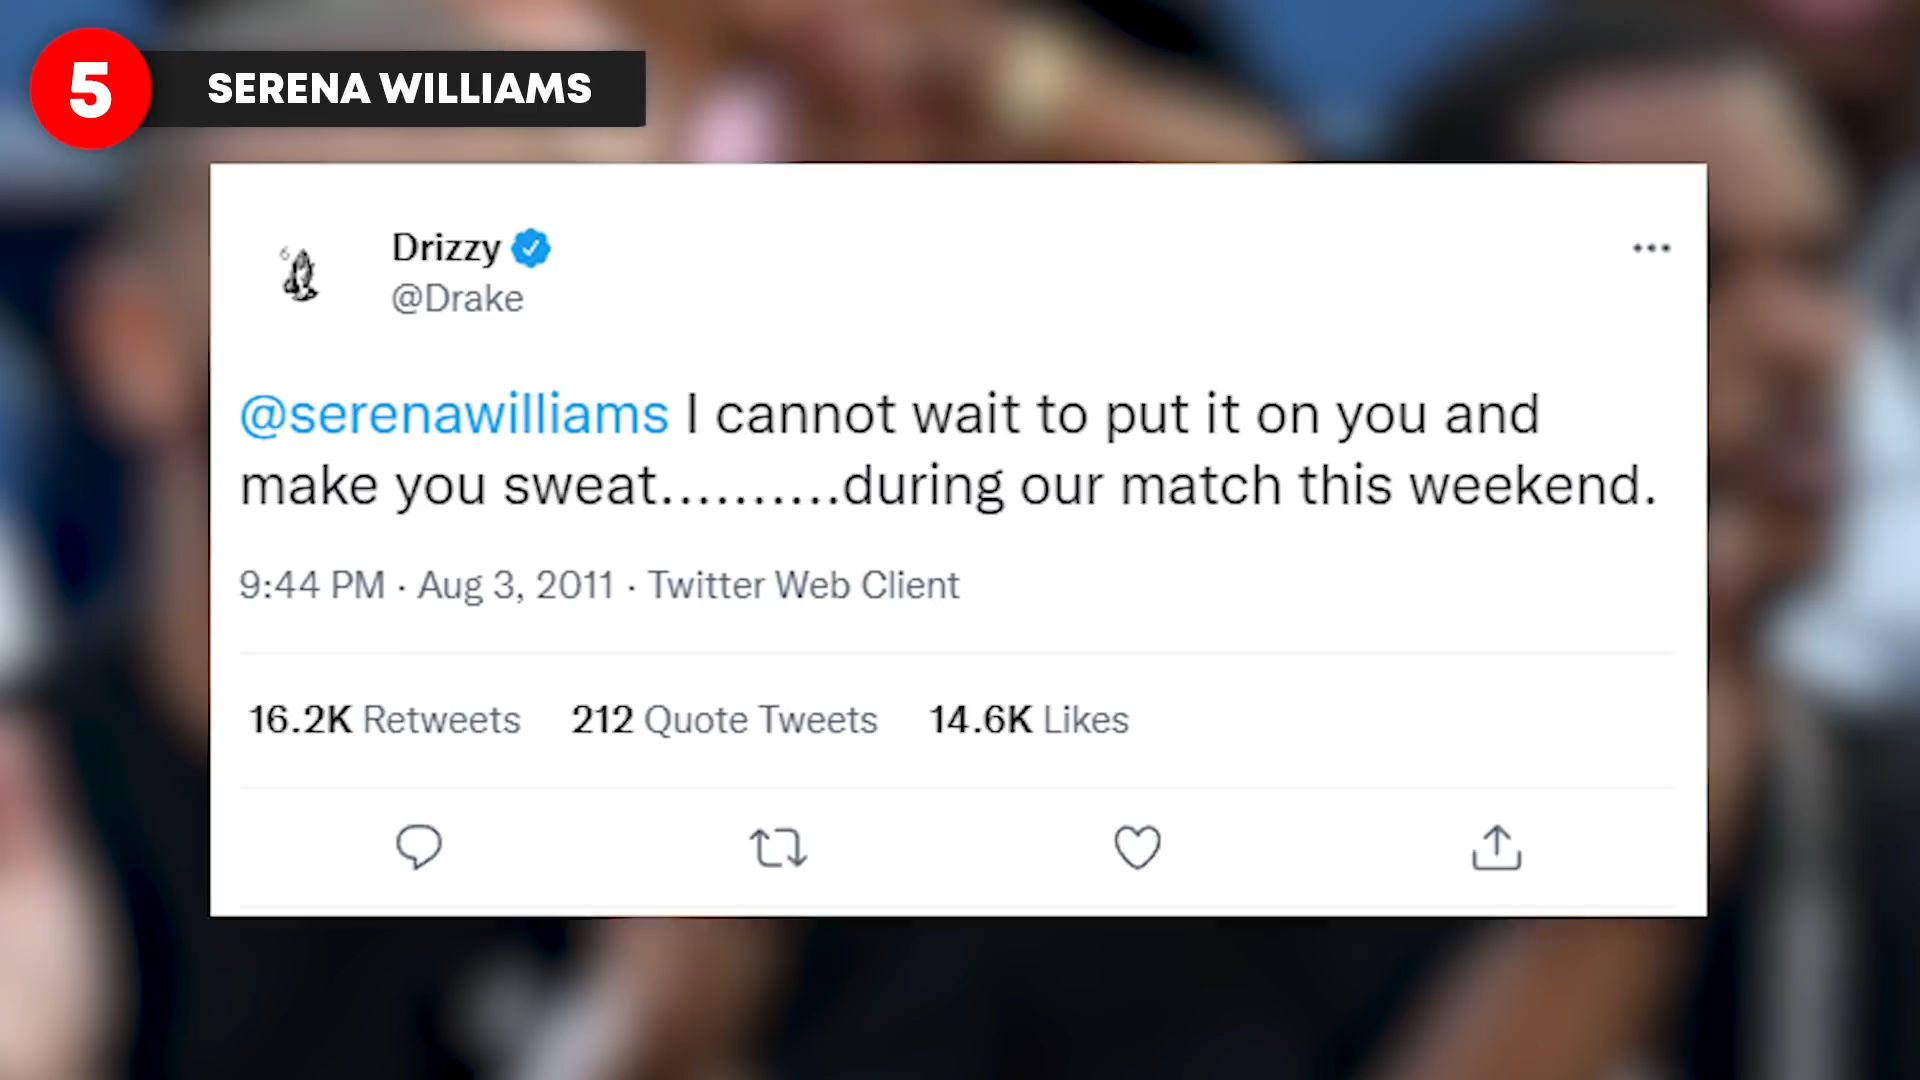 5
SERENA WILLIAMS
Drizzy
@Drake
@serenawilliams I cannot wait to put it on you and
make you sweat..........during our match this weekend.
9:44 PM · Aug 3, 2011 · Twitter Web Client
16.2K Retweets 212 Quote Tweets 14.6K Likes